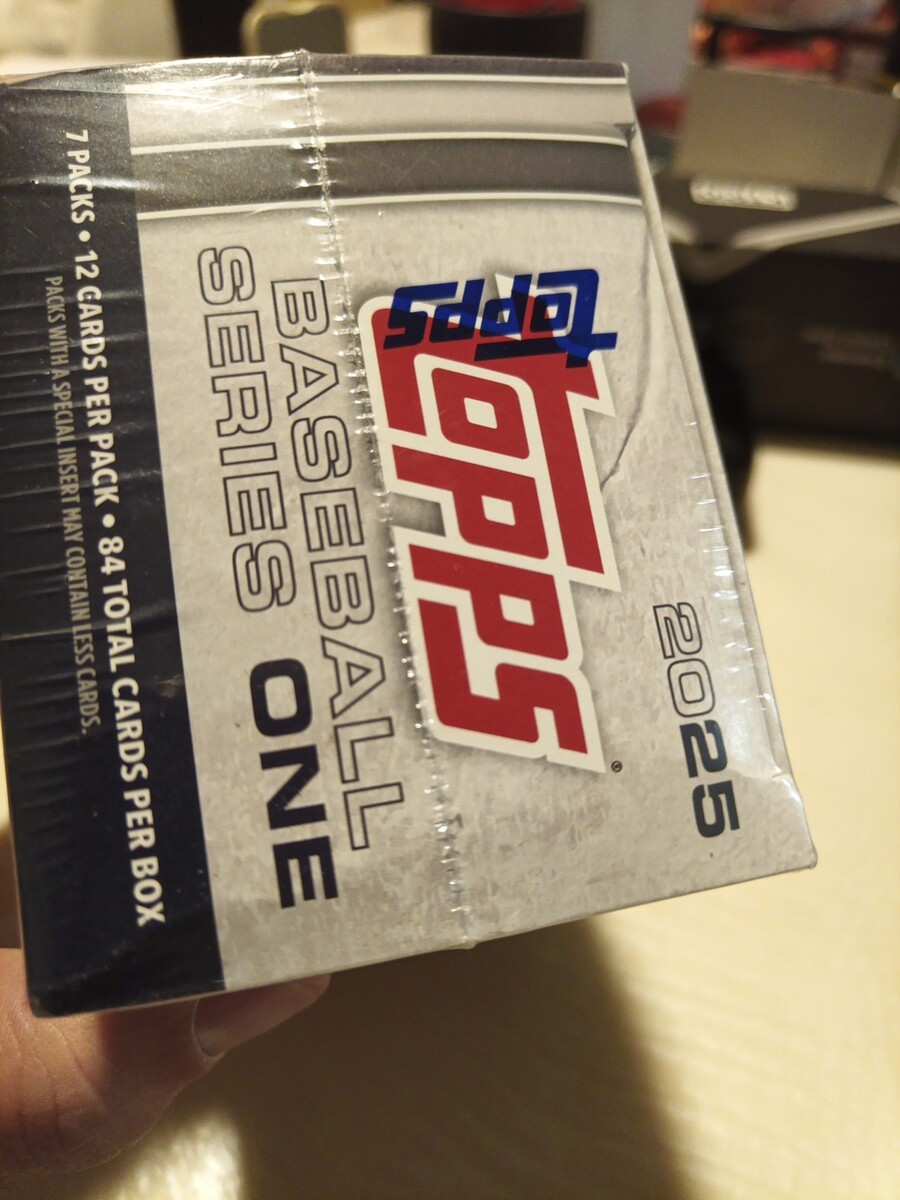 2025
TOPPS®
Topps
BASEBALL
SERIES ONE
7 PACKS • 12 CARDS PER PACK • 84 TOTAL CARDS PER BOX
PACKS WITH A SPECIAL INSERT MAY CONTAIN LESS CARDS.